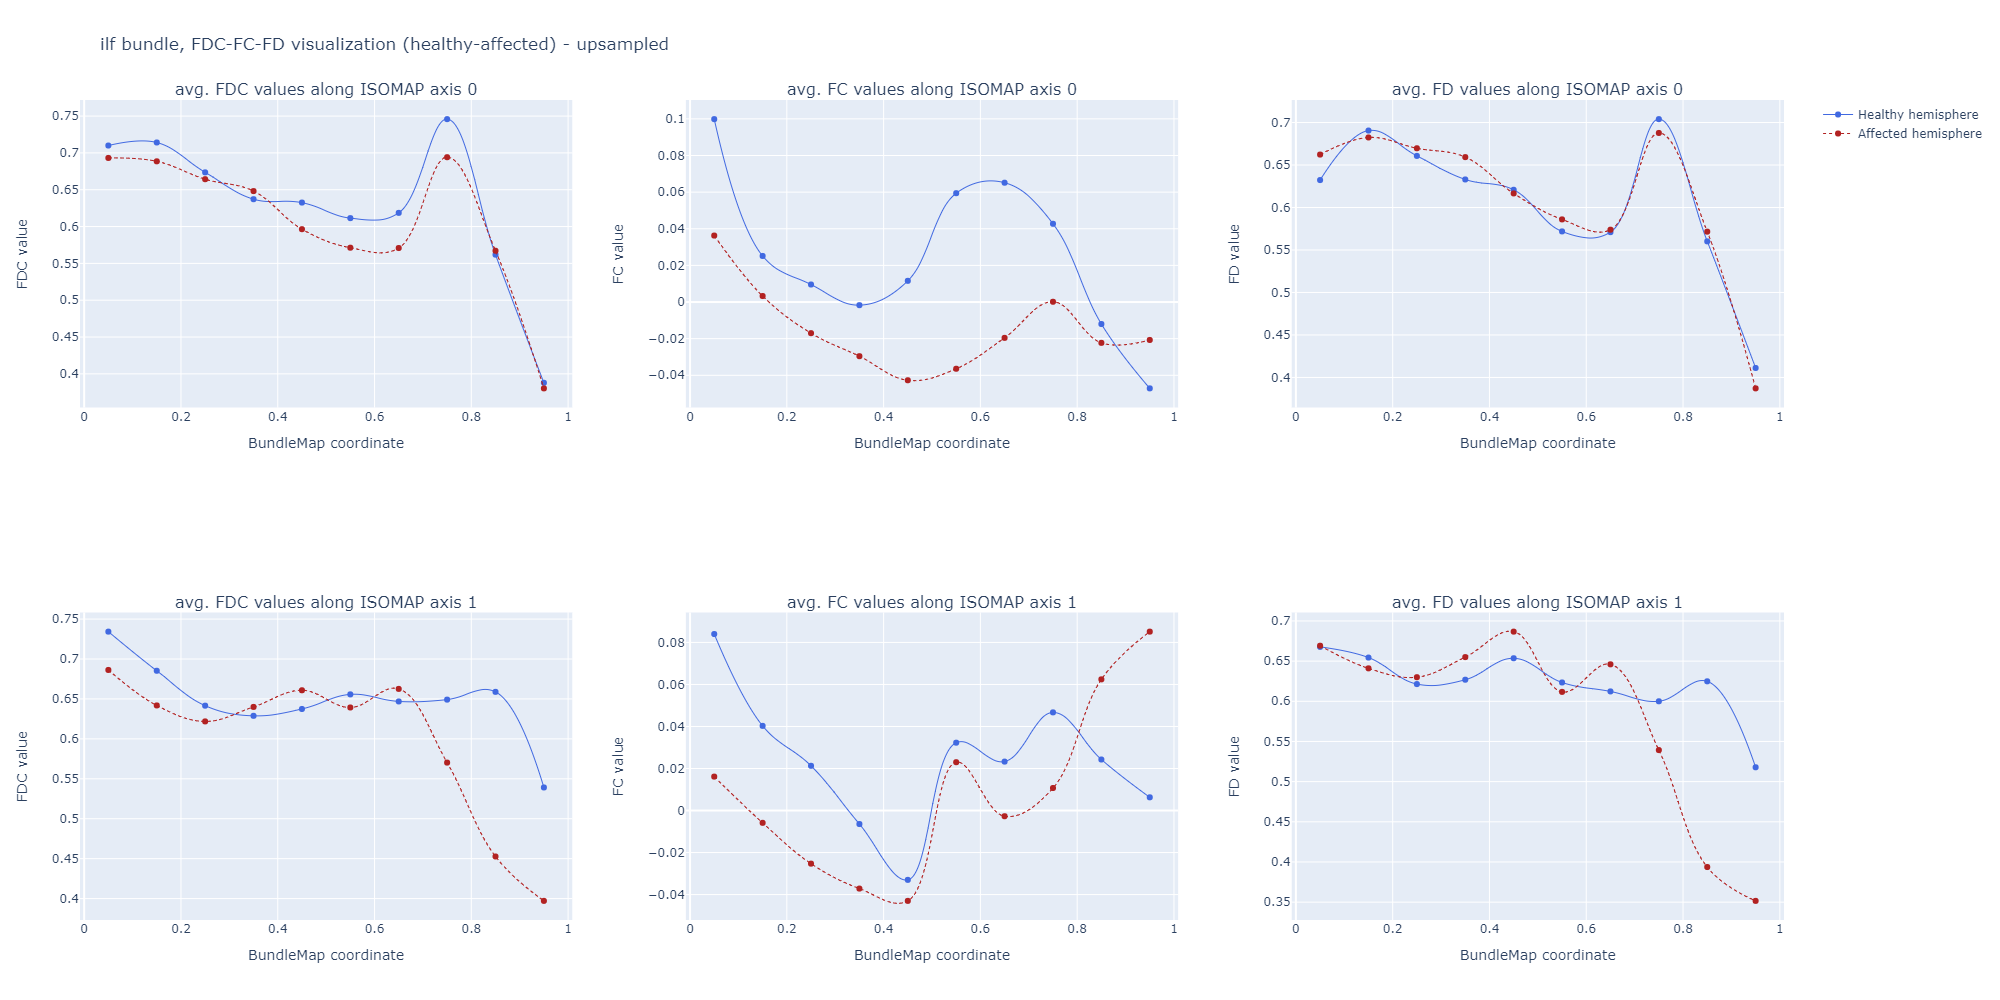 ilf bundle, FDC-FC-FD visualization (healthy-affected) - upsampled
avg. FDC values along ISOMAP axis 0
avg. FC values along ISOMAP axis 0
avg. FD values along ISOMAP axis 0
Healthy hemisphere
Affected hemisphere
FDC value
0.75
0.7
0.65
0.6
0.55
0.5
0.45
0.4
0 0.2 0.4 0.6 0.8 1
BundleMap coordinate
FC value
0.1
0.08
0.06
0.04
0.02
0
−0.02
−0.04
0 0.2 0.4 0.6 0.8 1
BundleMap coordinate
FD value
0.7
0.65
0.6
0.55
0.5
0.45
0.4
0 0.2 0.4 0.6 0.8 1
BundleMap coordinate
avg. FDC values along ISOMAP axis 1
avg. FC values along ISOMAP axis 1
avg. FD values along ISOMAP axis 1
FDC value
0.75
0.7
0.65
0.6
0.55
0.5
0.45
0.4
0 0.2 0.4 0.6 0.8 1
BundleMap coordinate
FC value
0.08
0.06
0.04
0.02
0
−0.02
−0.04
0 0.2 0.4 0.6 0.8 1
BundleMap coordinate
FD value
0.7
0.65
0.6
0.55
0.5
0.45
0.4
0.35
0 0.2 0.4 0.6 0.8 1
BundleMap coordinate